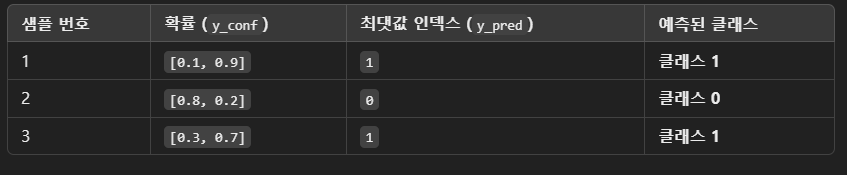 샘플 번호 확률 (y_conf) 최댓값 인덱스 (y_pred) 예측된 클래스
1 [0.1, 0.9] 1 클래스 1
2 [0.8, 0.2] 0 클래스 0
3 [0.3, 0.7] 1 클래스 1